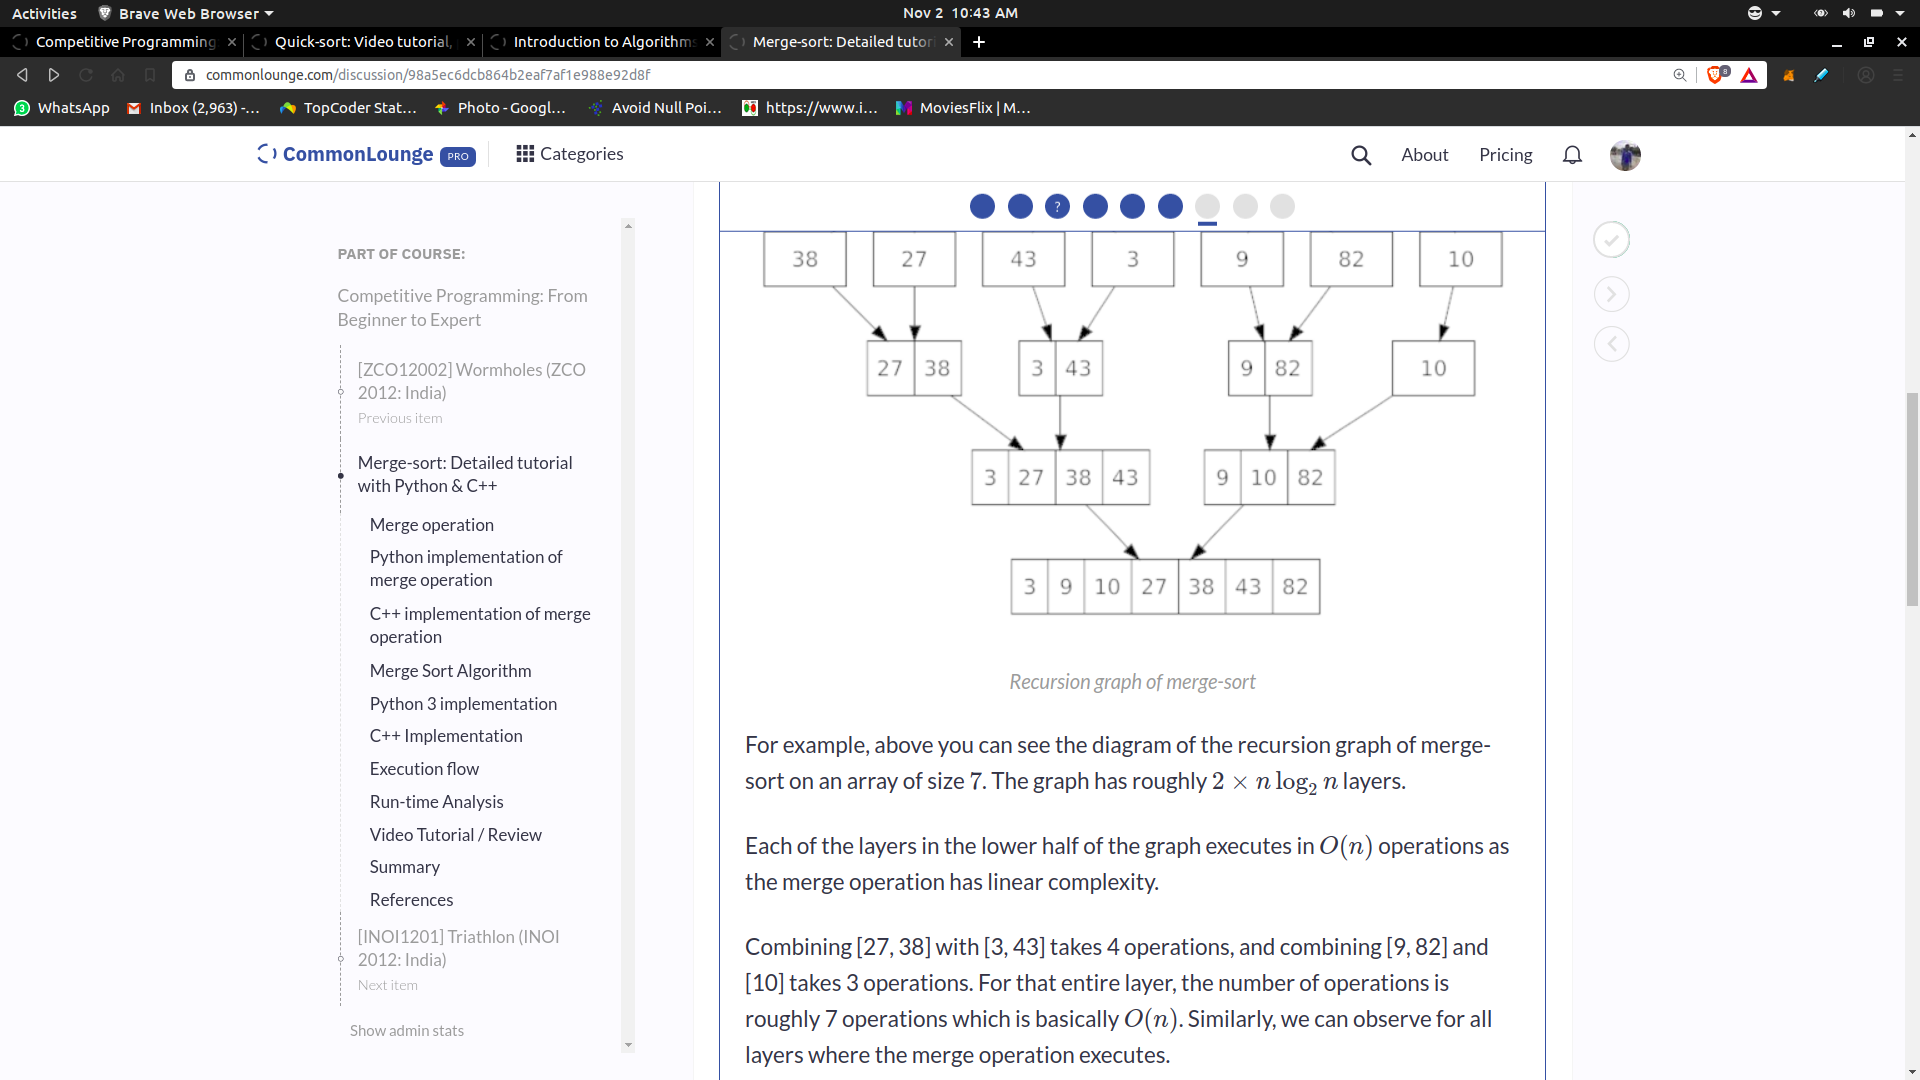 Activities Brave Web Browser Nov 2 10:43 AM
Competitive Programming Quick-sort: Video tutorial, Introduction to Algorithms Merge-sort: Detailed tutori
commonlounge.com/discussion/98a5ec6dcb864b2eaf7af1e988e92d8f 8
3 WhatsApp Inbox (2,963) -... TopCoder Stat... Photo - Googl... Avoid Null Poi... https://www.i... MoviesFlix | M...
CommonLounge PRO Categories About Pricing
?
PART OF COURSE:
Competitive Programming: From
Beginner to Expert
[ZCO12002] Wormholes (ZCO
2012: India)
Previous item
Merge-sort: Detailed tutorial
with Python & C++
Merge operation
Python implementation of
merge operation
C++ implementation of merge
operation
Merge Sort Algorithm
Python 3 implementation
C++ Implementation
Execution flow
Run-time Analysis
Video Tutorial / Review
Summary
References
[INOI1201] Triathlon (INOI
2012: India)
Next item
Show admin stats
38 27 43 3 9 82 10
27 38 3 43 9 82 10
3 27 38 43 9 10 82
3 9 10 27 38 43 82
Recursion graph of merge-sort
For example, above you can see the diagram of the recursion graph of merge-
sort on an array of size 7. The graph has roughly 2 × n log₂ n layers.
Each of the layers in the lower half of the graph executes in O(n) operations as
the merge operation has linear complexity.
Combining [27, 38] with [3, 43] takes 4 operations, and combining [9, 82] and
[10] takes 3 operations. For that entire layer, the number of operations is
roughly 7 operations which is basically O(n). Similarly, we can observe for all
layers where the merge operation executes.